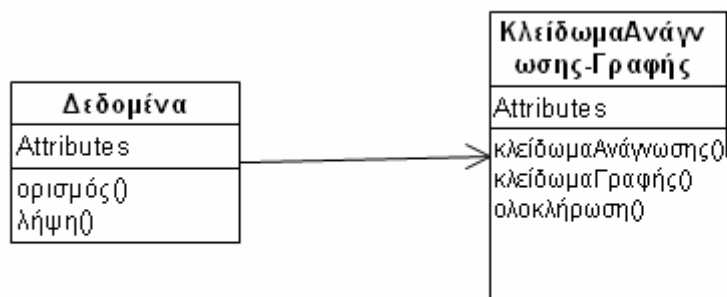 Δεδομένα
Attributes
ορισμός()
λήψη()
ΚλείδωμαΑνάγν
ωσης-Γραφής
Attributes
κλείδωμαΑνάγνωσης()
κλείδωμαΓραφής()
ολοκλήρωση()